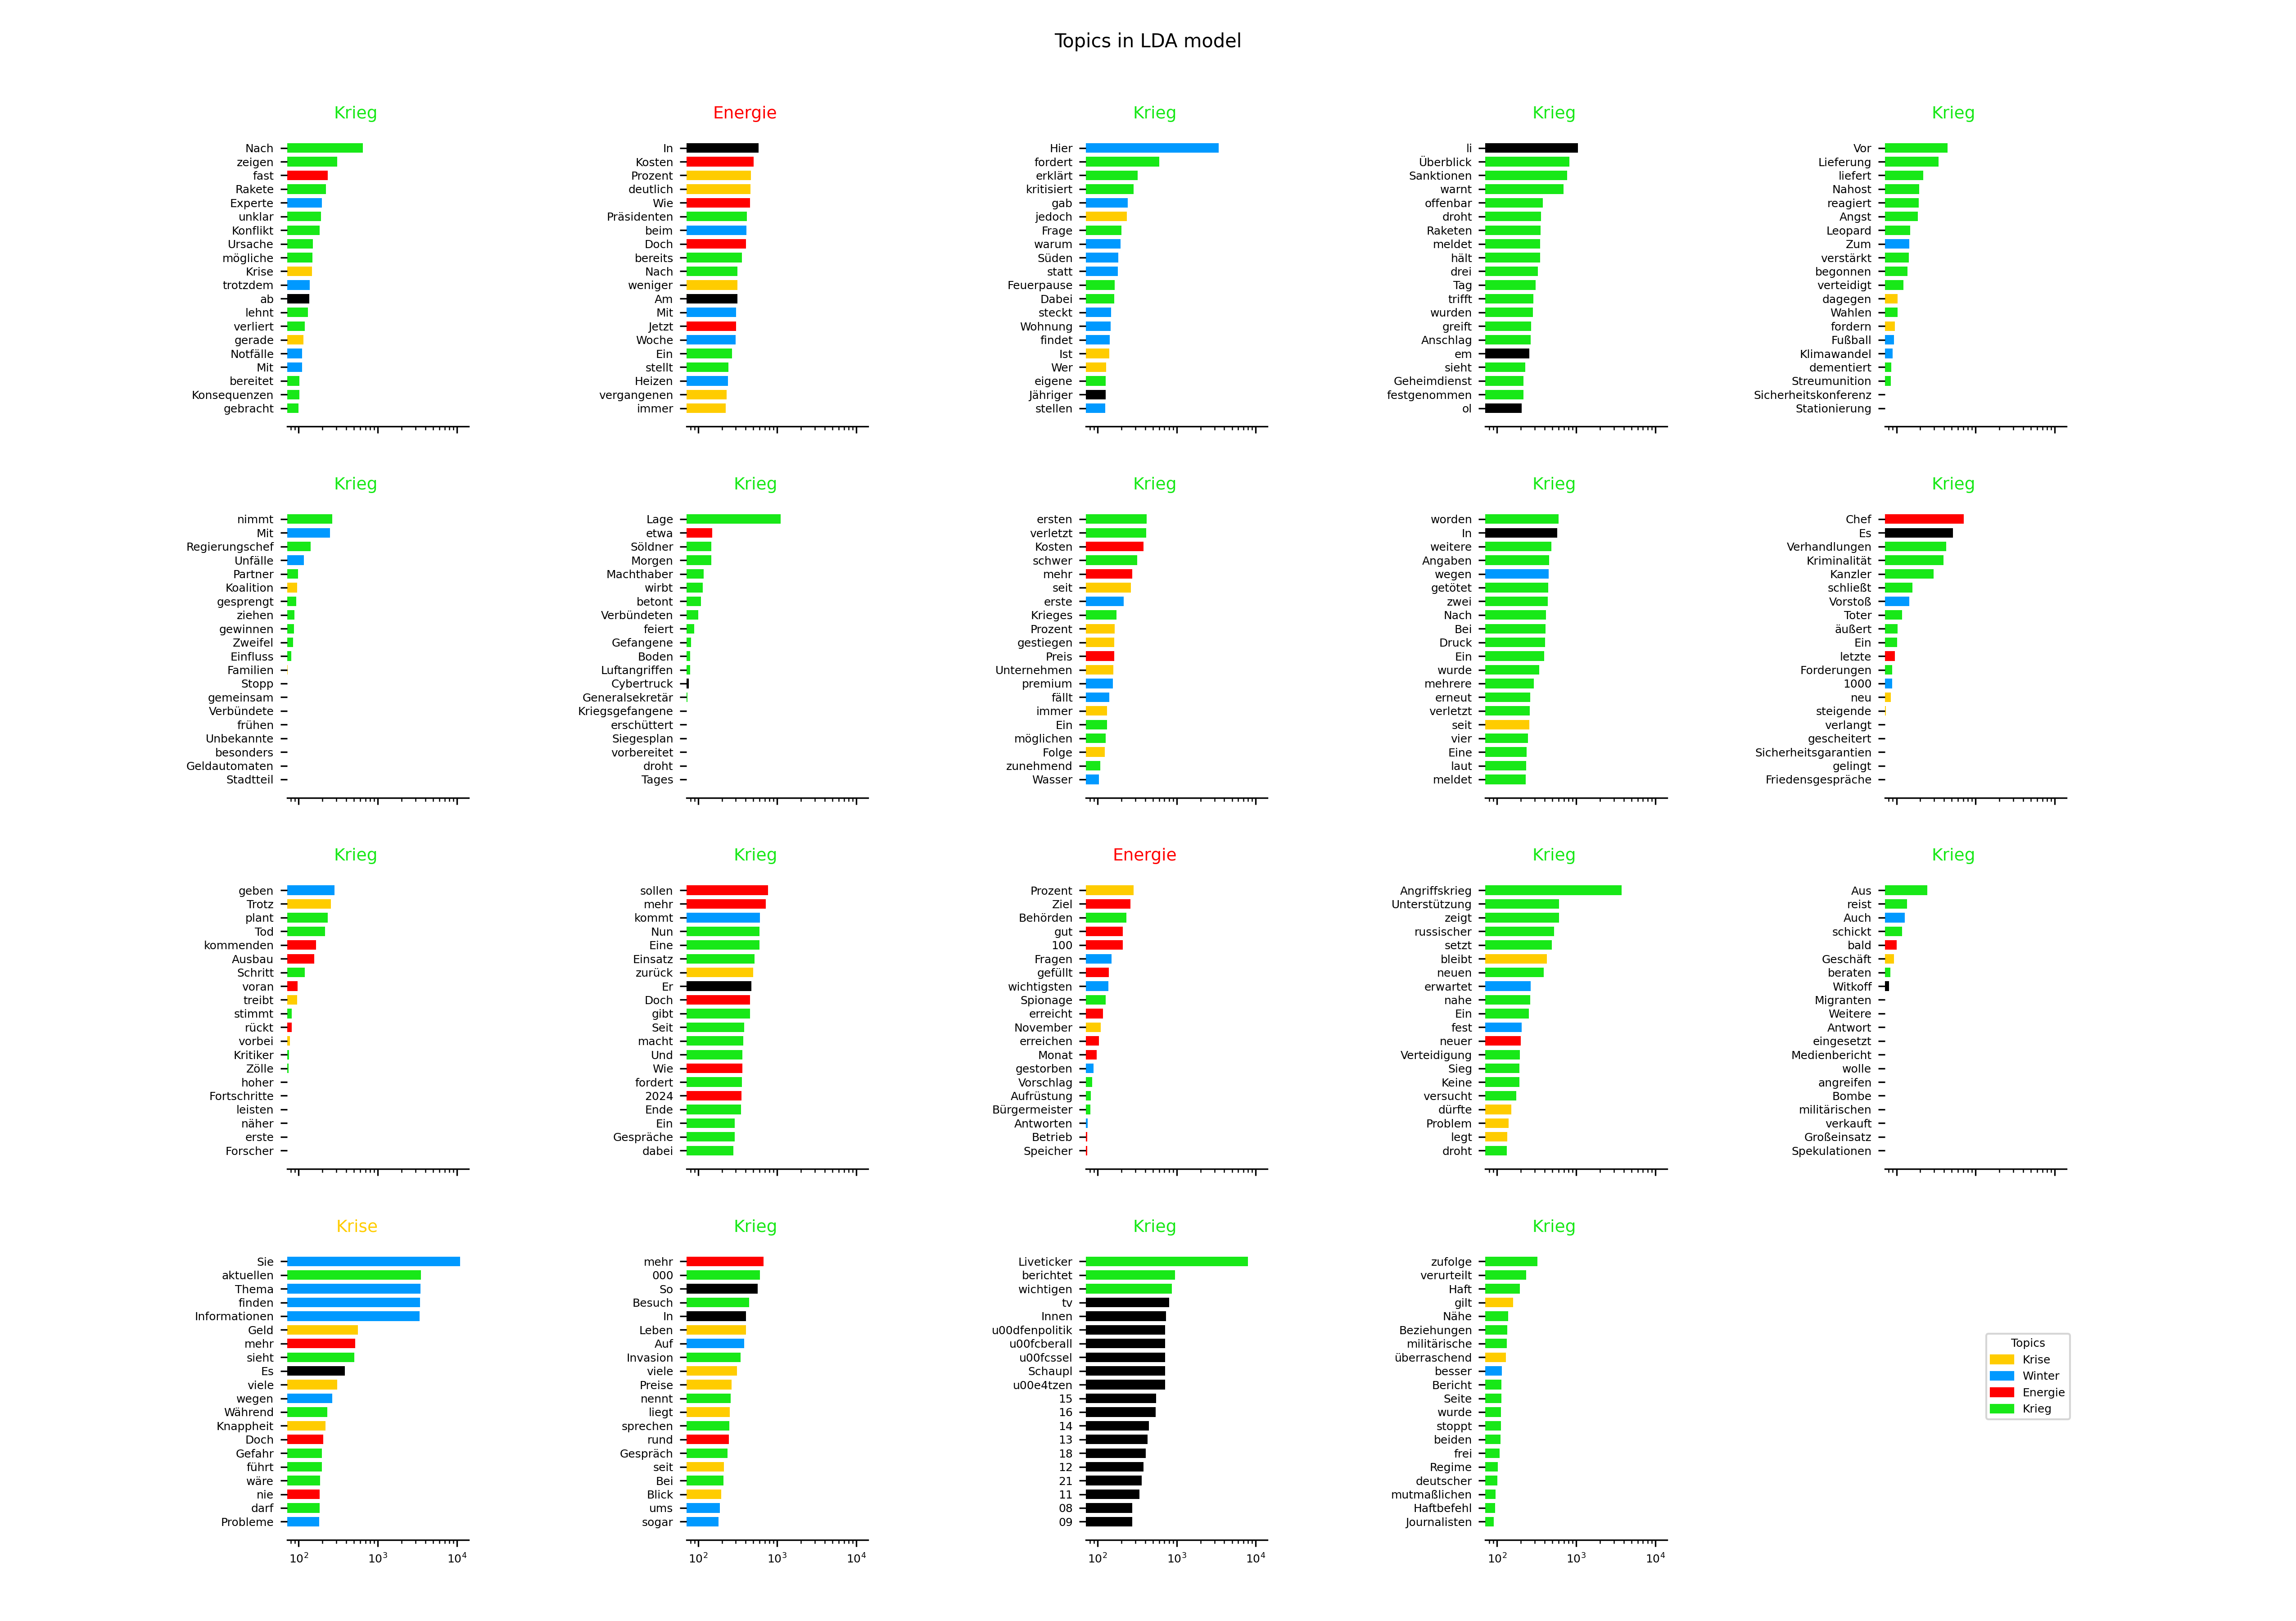 Topics in LDA model
Krieg
Nach
zeigen
fast
Rakete
Experte
unklar
Konflikt
Ursache
mögliche
Krise
trotzdem
ab
lehnt
verliert
gerade
Notfälle
Mit
bereitet
Konsequenzen
gebracht
Energie
In
Kosten
Prozent
deutlich
Wie
Präsidenten
beim
Doch
bereits
Nach
weniger
Am
Mit
Jetzt
Woche
Ein
stellt
Heizen
vergangenen
immer
Krieg
Hier
fordert
erklärt
kritisiert
gab
jedoch
Frage
warum
Süden
statt
Feuerpause
Dabei
steckt
Wohnung
findet
Ist
Wer
eigene
Jähriger
stellen
Krieg
li
Überblick
Sanktionen
warnt
offenbar
droht
Raketen
meldet
hält
drei
Tag
trifft
wurden
greift
Anschlag
em
sieht
Geheimdienst
festgenommen
ol
Krieg
Vor
Lieferung
liefert
Nahost
reagiert
Angst
Leopard
Zum
verstärkt
begonnen
verteidigt
dagegen
Wahlen
fordern
Fußball
Klimawandel
dementiert
Streumunition
Sicherheitskonferenz
Stationierung
Krieg
nimmt
Mit
Regierungschef
Unfälle
Partner
Koalition
gesprengt
ziehen
gewinnen
Zweifel
Einfluss
Familien
Stopp
gemeinsam
Verbündete
frühen
Unbekannte
besonders
Geldautomaten
Stadtteil
Krieg
Lage
etwa
Söldner
Morgen
Machthaber
wirbt
betont
Verbündeten
feiert
Gefangene
Boden
Luftangriffen
Cybertruck
Generalsekretär
Kriegsgefangene
erschüttert
Siegesplan
vorbereitet
droht
Tages
Krieg
ersten
verletzt
Kosten
schwer
mehr
seit
erste
Krieges
Prozent
gestiegen
Preis
Unternehmen
premium
fällt
immer
Ein
möglichen
Folge
zunehmend
Wasser
Krieg
worden
In
weitere
Angaben
wegen
getötet
zwei
Nach
Bei
Druck
Ein
wurde
mehrere
erneut
verletzt
seit
vier
Eine
laut
meldet
Krieg
Chef
Es
Verhandlungen
Kriminalität
Kanzler
schließt
Vorstoß
Toter
äußert
Ein
letzte
Forderungen
1000
neu
steigende
verlangt
gescheitert
Sicherheitsgarantien
gelingt
Friedensgespräche
Krieg
geben
Trotz
plant
Tod
kommenden
Ausbau
Schritt
voran
treibt
stimmt
rückt
vorbei
Kritiker
Zölle
hoher
Fortschritte
leisten
näher
erste
Forscher
Krieg
sollen
mehr
kommt
Nun
Eine
Einsatz
zurück
Er
Doch
gibt
Seit
macht
Und
Wie
fordert
2024
Ende
Ein
Gespräche
dabei
Energie
Prozent
Ziel
Behörden
gut
100
Fragen
gefüllt
wichtigsten
Spionage
erreicht
November
erreichen
Monat
gestorben
Vorschlag
Aufrüstung
Bürgermeister
Antworten
Betrieb
Speicher
Krieg
Angriffskrieg
Unterstützung
zeigt
russischer
setzt
bleibt
neuen
erwartet
nahe
Ein
fest
neuer
Verteidigung
Sieg
Keine
versucht
dürfte
Problem
legt
droht
Krieg
Aus
reist
Auch
schickt
bald
Geschäft
beraten
Witkoff
Migranten
Weitere
Antwort
eingesetzt
Medienbericht
wolle
angreifen
Bombe
militärischen
verkauft
Großeinsatz
Spekulationen
Krise
Sie
aktuellen
Thema
finden
Informationen
Geld
mehr
sieht
Es
viele
wegen
Während
Knappheit
Doch
Gefahr
führt
wäre
nie
darf
Probleme
10² 10³ 10⁴
Krieg
mehr
000
So
Besuch
In
Leben
Auf
Invasion
viele
Preise
nennt
liegt
sprechen
rund
Gespräch
seit
Bei
Blick
ums
sogar
10² 10³ 10⁴
Krieg
Liveticker
berichtet
wichtigen
tv
Innen
u00dfenpolitik
u00fcberall
u00fcssel
Schaupl
u00e4tzen
15
16
14
13
18
12
21
11
08
09
10² 10³ 10⁴
Krieg
zufolge
verurteilt
Haft
gilt
Nähe
Beziehungen
militärische
überraschend
besser
Bericht
Seite
wurde
stoppt
beiden
frei
Regime
deutscher
mutmaßlichen
Haftbefehl
Journalisten
10² 10³ 10⁴
Topics
Krise
Winter
Energie
Krieg